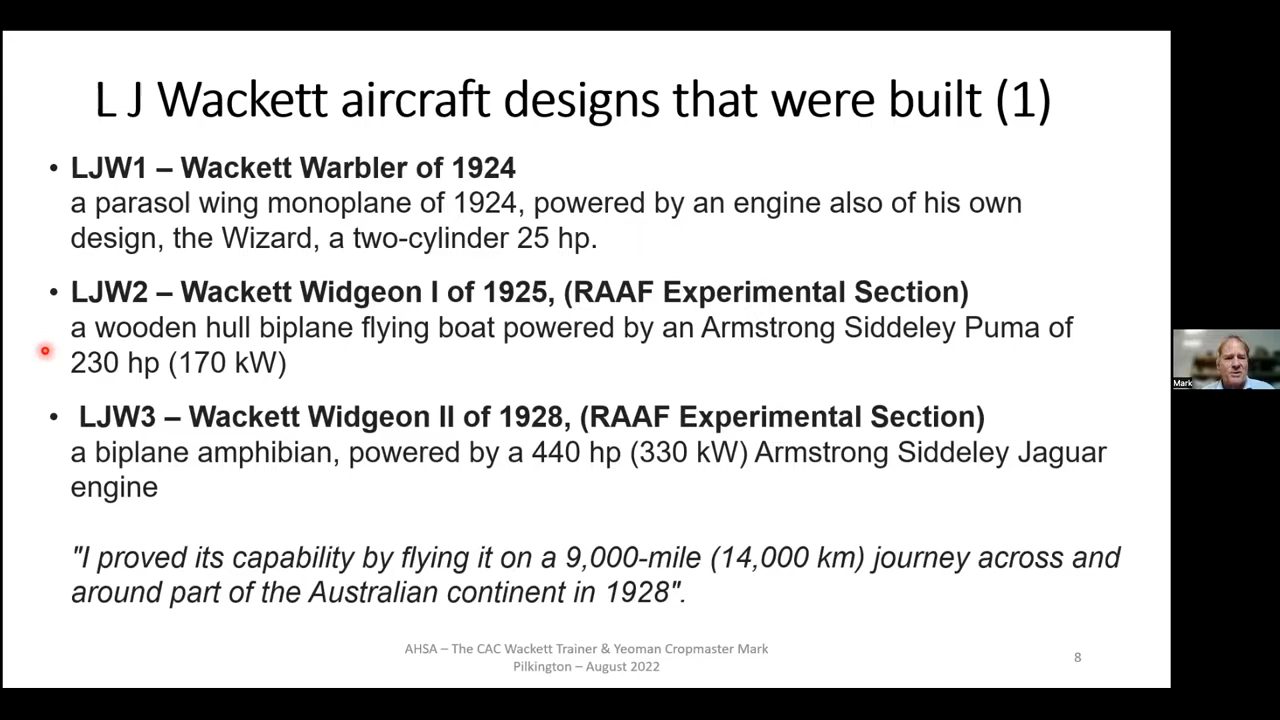 L J Wackett aircraft designs that were built (1)
• LJW1 – Wackett Warbler of 1924
a parasol wing monoplane of 1924, powered by an engine also of his own
design, the Wizard, a two-cylinder 25 hp.
• LJW2 – Wackett Widgeon I of 1925, (RAAF Experimental Section)
a wooden hull biplane flying boat powered by an Armstrong Siddeley Puma of
230 hp (170 kW)
• LJW3 – Wackett Widgeon II of 1928, (RAAF Experimental Section)
a biplane amphibian, powered by a 440 hp (330 kW) Armstrong Siddeley Jaguar
engine
"I proved its capability by flying it on a 9,000-mile (14,000 km) journey across and
around part of the Australian continent in 1928".
AHSA – The CAC Wackett Trainer & Yeoman Cropmaster Mark
Pilkington – August 2022
8
Mark